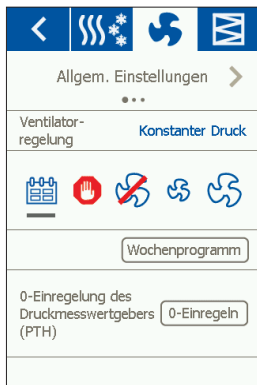 Allgem. Einstellungen
Ventilator-
regelung
Konstanter Druck
Wochenprogramm
0-Einregelung des
Druckmesswertgebers
(PTH)
0-Einregeln